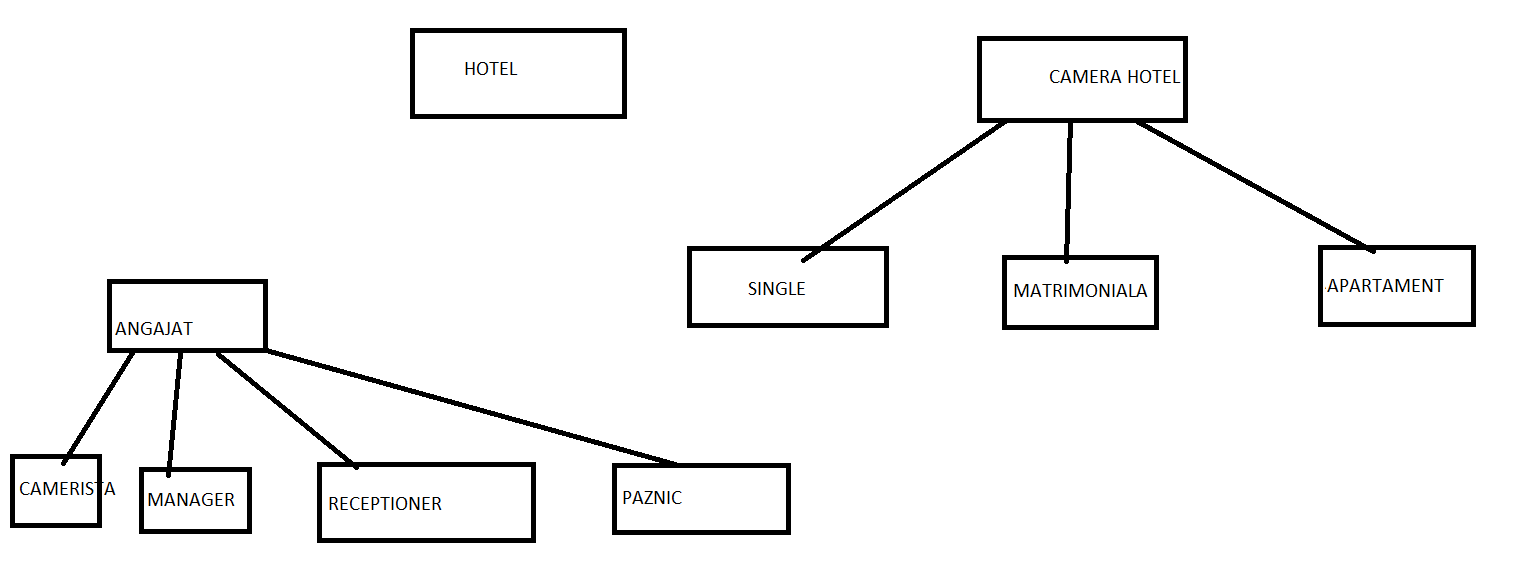 HOTEL
CAMERA HOTEL
SINGLE
MATRIMONIALA
APARTAMENT
ANGAJAT
CAMERISTA
MANAGER
RECEPTIONER
PAZNIC